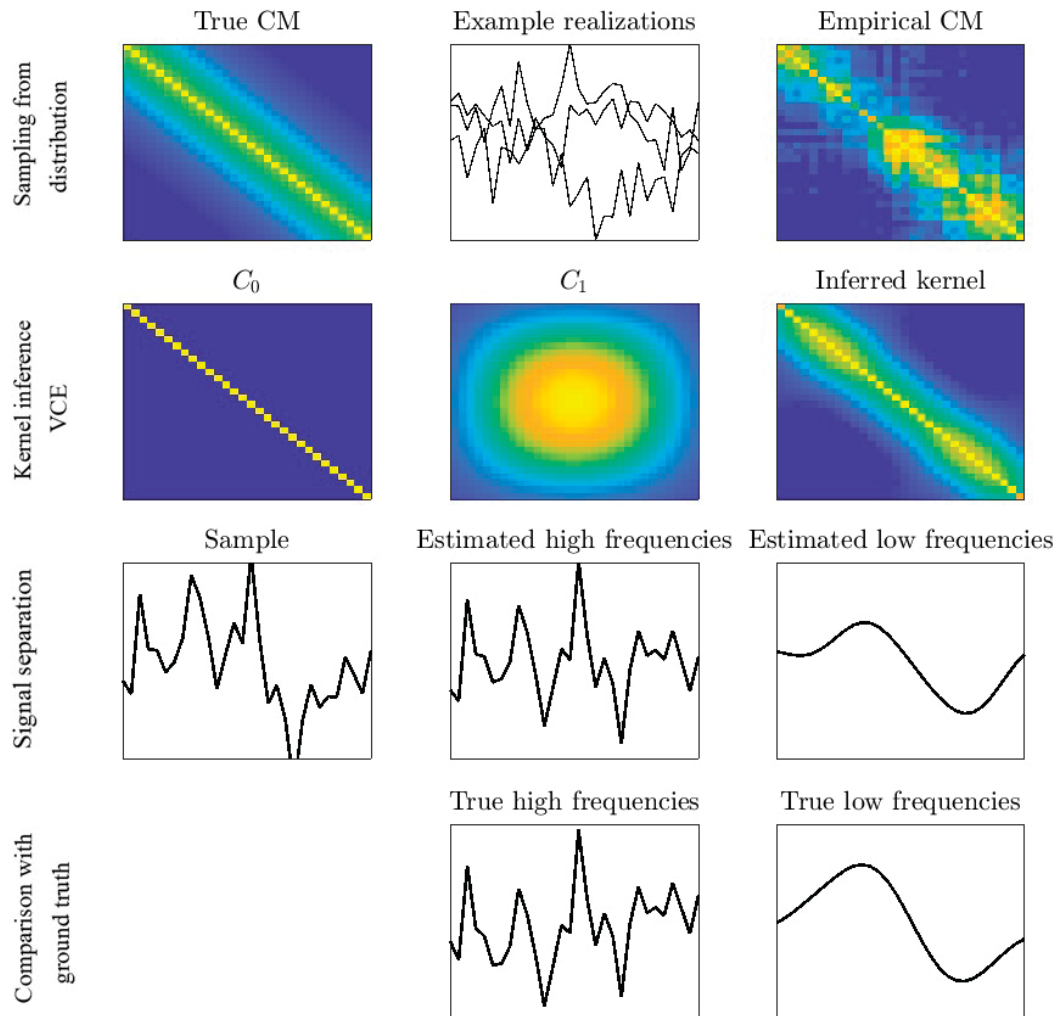 True CM
Example realizations
Empirical CM
Sampling from
distribution
C₀
C₁
Inferred kernel
Kernel inference
VCE
Sample
Estimated high frequencies
Estimated low frequencies
Signal separation
True high frequencies
True low frequencies
Comparison with
ground truth